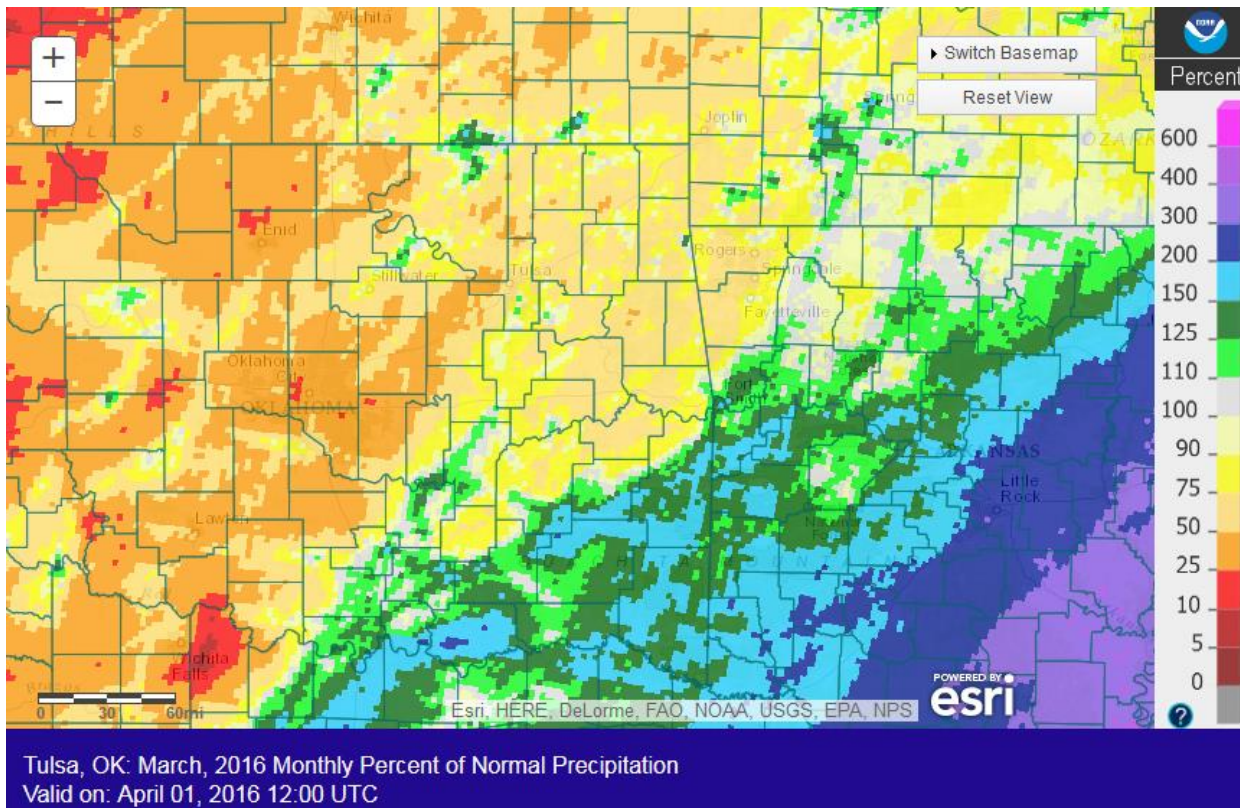 Wichita
+
Switch Basemap
−
Reset View
Percent
Joplin
HILLS
OZARK
600
400
300
200
150
125
110
100
90
75
50
25
10
5
0
Enid
Rogers
Stillwater
Tulsa
Springdale
Fayetteville
Oklahoma
City
Fort
Smith
OKLAHOMA
Little
Rock
Lawton
Falls
0 30 60mi
Esri, HERE, DeLorme, FAO, NOAA, USGS, EPA, NPS
POWERED BY
esri
?
Tulsa, OK: March, 2016 Monthly Percent of Normal Precipitation
Valid on: April 01, 2016 12:00 UTC